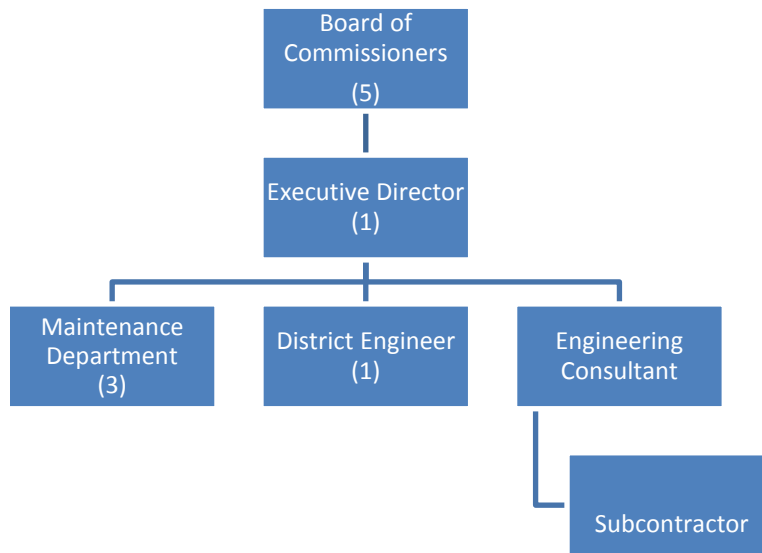 Board of
Commissioners
(5)
Executive Director
(1)
Maintenance
Department
(3)
District Engineer
(1)
Engineering
Consultant
Subcontractor